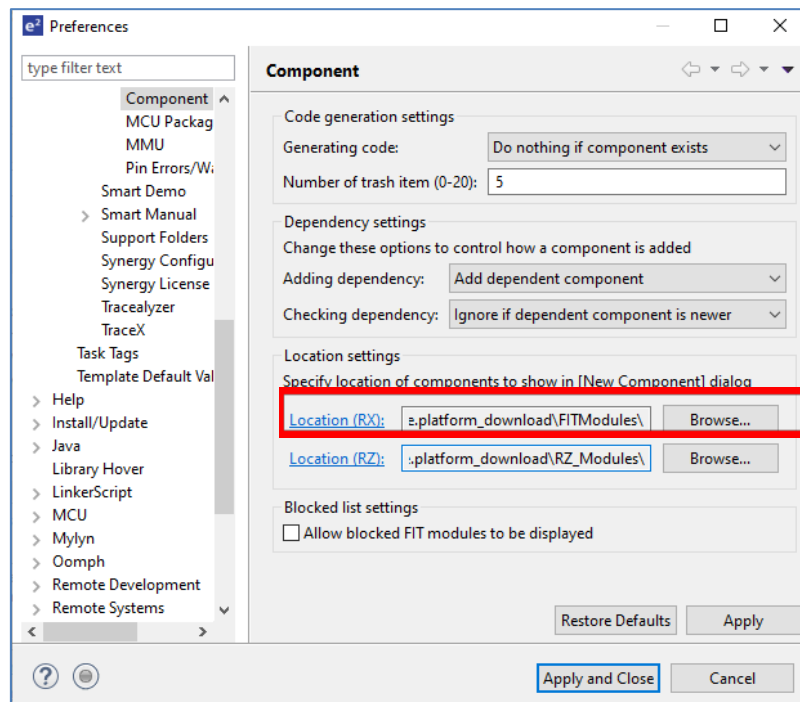 e² Preferences
type filter text
Component
MCU Packag
MMU
Pin Errors/Wa
Smart Demo
Smart Manual
Support Folders
Synergy Configu
Synergy License
Tracealyzer
TraceX
Task Tags
Template Default Val
Help
Install/Update
Java
Library Hover
LinkerScript
MCU
Mylyn
Oomph
Remote Development
Remote Systems
Component
Code generation settings
Generating code: Do nothing if component exists
Number of trash item (0-20): 5
Dependency settings
Change these options to control how a component is added
Adding dependency: Add dependent component
Checking dependency: Ignore if dependent component is newer
Location settings
Specify location of components to show in [New Component] dialog
Location (RX): e.platform_download\FITModules\ Browse...
Location (RZ): :.platform_download\RZ_Modules\ Browse...
Blocked list settings
Allow blocked FIT modules to be displayed
Restore Defaults Apply
? Apply and Close Cancel